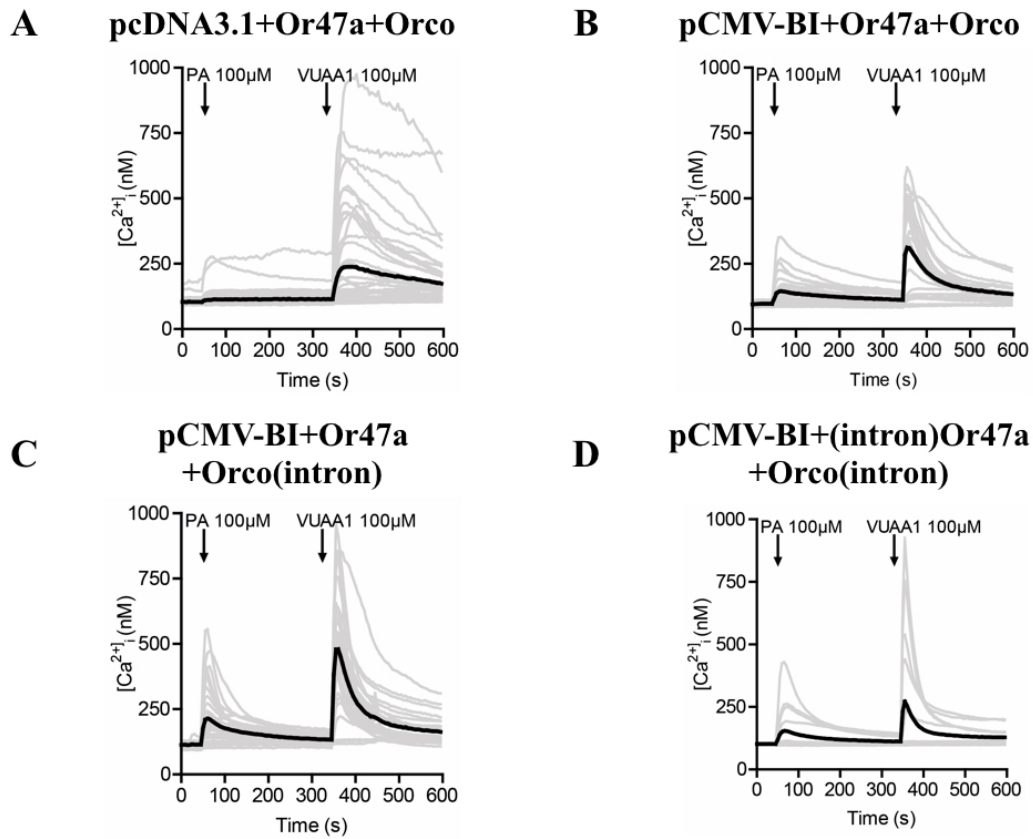 A
pcDNA3.1+Or47a+Orco
PA 100µM
VUAA1 100µM
1000
750
500
250
0
[Ca²⁺]ᵢ (nM)
0 100 200 300 400 500 600
Time (s)
B
pCMV-BI+Or47a+Orco
PA 100µM
VUAA1 100µM
1000
750
500
250
0
[Ca²⁺]ᵢ (nM)
0 100 200 300 400 500 600
Time (s)
C
pCMV-BI+Or47a
+Orco(intron)
PA 100µM
VUAA1 100µM
1000
750
500
250
0
[Ca²⁺]ᵢ (nM)
0 100 200 300 400 500 600
Time (s)
D
pCMV-BI+(intron)Or47a
+Orco(intron)
PA 100µM
VUAA1 100µM
1000
750
500
250
0
[Ca²⁺]ᵢ (nM)
0 100 200 300 400 500 600
Time (s)